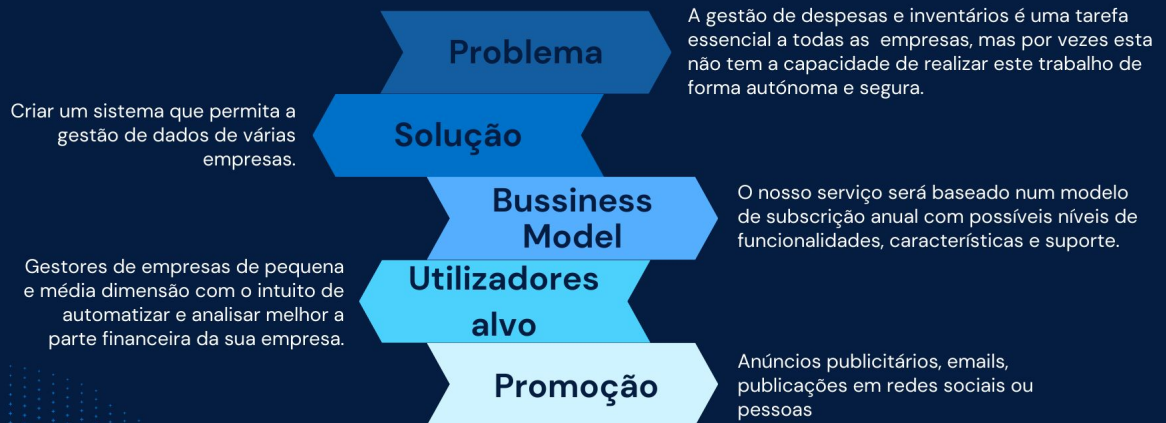 Problema
A gestão de despesas e inventários é uma tarefa
essencial a todas as empresas, mas por vezes esta
não tem a capacidade de realizar este trabalho de
forma autónoma e segura.
Solução
Criar um sistema que permita a
gestão de dados de várias
empresas.
Bussiness
Model
O nosso serviço será baseado num modelo
de subscrição anual com possíveis níveis de
funcionalidades, características e suporte.
Utilizadores
alvo
Gestores de empresas de pequena
e média dimensão com o intuito de
automatizar e analisar melhor a
parte financeira da sua empresa.
Promoção
Anúncios publicitários, emails,
publicações em redes sociais ou
pessoas